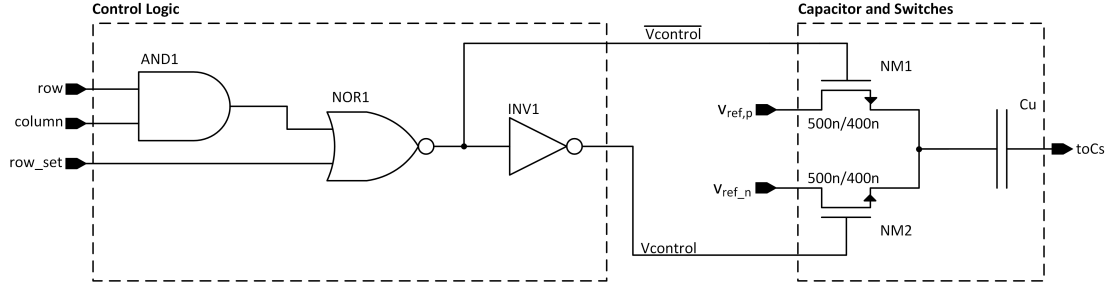 Control Logic
Capacitor and Switches
AND1
row
column
row_set
NOR1
INV1
Vcontrol
NM1
Vref,p
500n/400n
Cu
toCs
500n/400n
Vref_n
NM2
Vcontrol